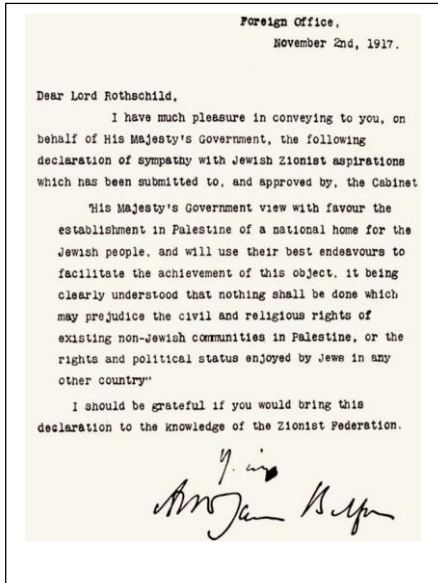 Foreign Office,
November 2nd, 1917.
Dear Lord Rothschild,
I have much pleasure in conveying to you, on
behalf of His Majesty's Government, the following
declaration of sympathy with Jewish Zionist aspirations
which has been submitted to, and approved by, the Cabinet
"His Majesty's Government view with favour the
establishment in Palestine of a national home for the
Jewish people, and will use their best endeavours to
facilitate the achievement of this object, it being
clearly understood that nothing shall be done which
may prejudice the civil and religious rights of
existing non-Jewish communities in Palestine, or the
rights and political status enjoyed by Jews in any
other country"
I should be grateful if you would bring this
declaration to the knowledge of the Zionist Federation.